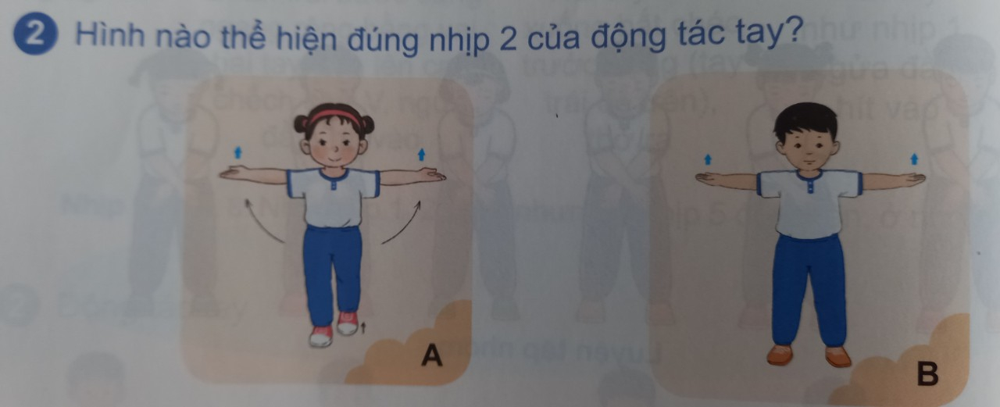 2 Hình nào thể hiện đúng nhịp 2 của động tác tay?
A
B